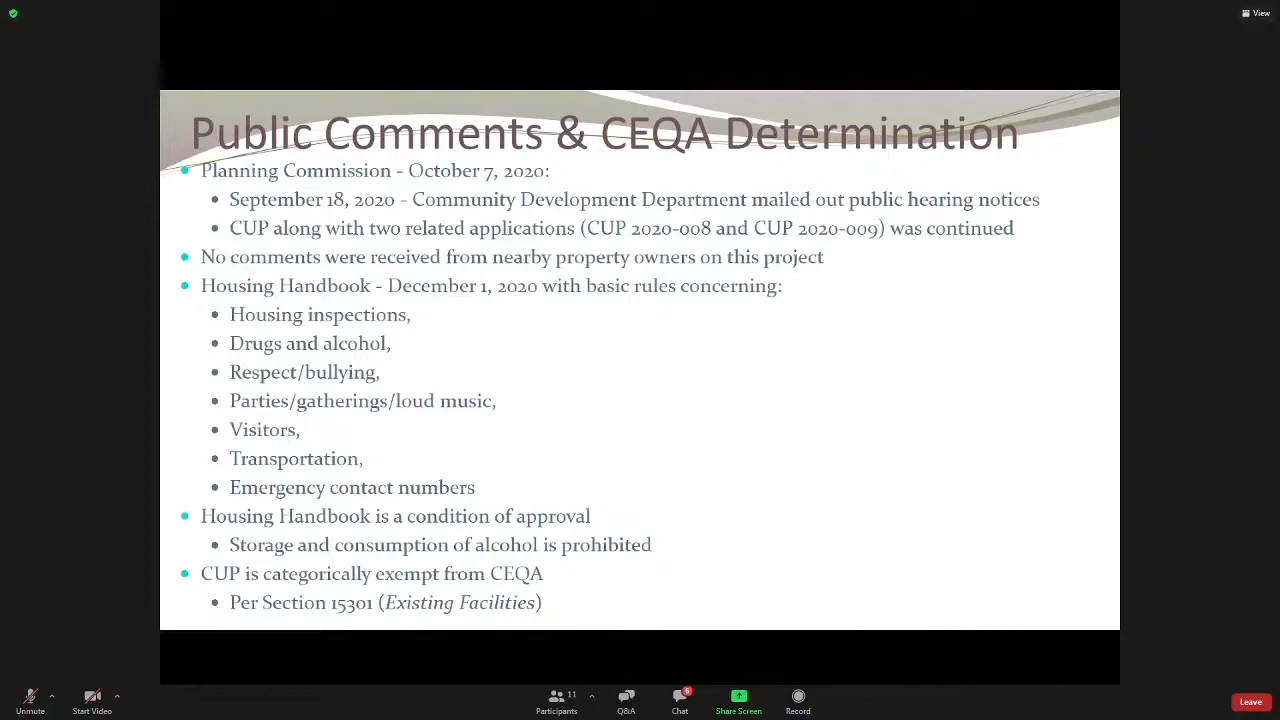 View
Public Comments & CEQA Determination
• Planning Commission - October 7, 2020:
• September 18, 2020 - Community Development Department mailed out public hearing notices
• CUP along with two related applications (CUP 2020-008 and CUP 2020-009) was continued
• No comments were received from nearby property owners on this project
• Housing Handbook - December 1, 2020 with basic rules concerning:
• Housing inspections,
• Drugs and alcohol,
• Respect/bullying,
• Parties/gatherings/loud music,
• Visitors,
• Transportation,
• Emergency contact numbers
• Housing Handbook is a condition of approval
• Storage and consumption of alcohol is prohibited
• CUP is categorically exempt from CEQA
• Per Section 15301 (Existing Facilities)
11
6
Unmute Start Video Participants Q&A Chat Share Screen Record Leave